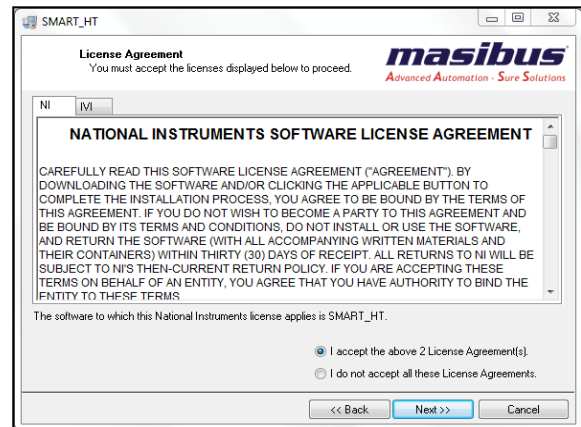 SMART_HT
License Agreement
You must accept the licenses displayed below to proceed.
masibus
Advanced Automation - Sure Solutions
NI
IVI
NATIONAL INSTRUMENTS SOFTWARE LICENSE AGREEMENT
CAREFULLY READ THIS SOFTWARE LICENSE AGREEMENT ("AGREEMENT"). BY
DOWNLOADING THE SOFTWARE AND/OR CLICKING THE APPLICABLE BUTTON TO
COMPLETE THE INSTALLATION PROCESS, YOU AGREE TO BE BOUND BY THE TERMS OF
THIS AGREEMENT. IF YOU DO NOT WISH TO BECOME A PARTY TO THIS AGREEMENT AND
BE BOUND BY ITS TERMS AND CONDITIONS, DO NOT INSTALL OR USE THE SOFTWARE,
AND RETURN THE SOFTWARE (WITH ALL ACCOMPANYING WRITTEN MATERIALS AND
THEIR CONTAINERS) WITHIN THIRTY (30) DAYS OF RECEIPT. ALL RETURNS TO NI WILL BE
SUBJECT TO NI'S THEN-CURRENT RETURN POLICY. IF YOU ARE ACCEPTING THESE
TERMS ON BEHALF OF AN ENTITY, YOU AGREE THAT YOU HAVE AUTHORITY TO BIND THE
ENTITY TO THESE TERMS
The software to which this National Instruments license applies is SMART_HT.
I accept the above 2 License Agreement(s).
I do not accept all these License Agreements.
<< Back
Next >>
Cancel